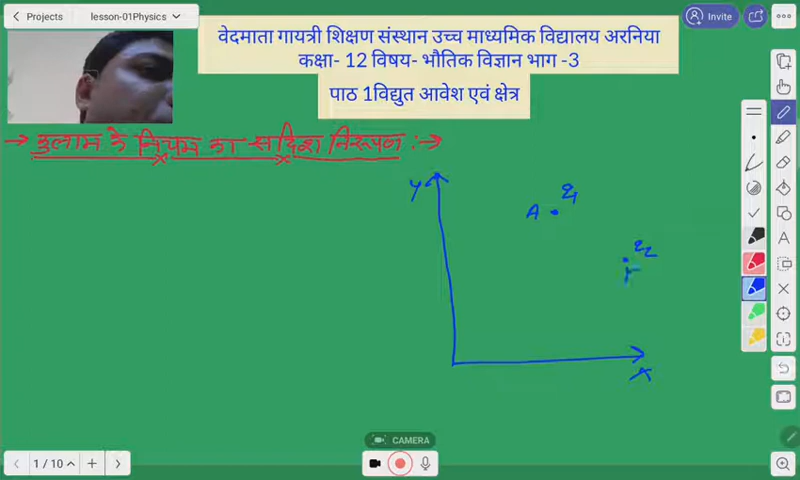 Projects
lesson-01Physics
Invite
वेदमाता गायत्री शिक्षण संस्थान उच्च माध्यमिक विद्यालय अरनिया
कक्षा- 12 विषय- भौतिक विज्ञान भाग -3
पाठ 1विद्युत आवेश एवं क्षेत्र
→ कुलाम के नियम का सदिश निरूपण :→
Y
A q₁
q₂
X
CAMERA
1/10